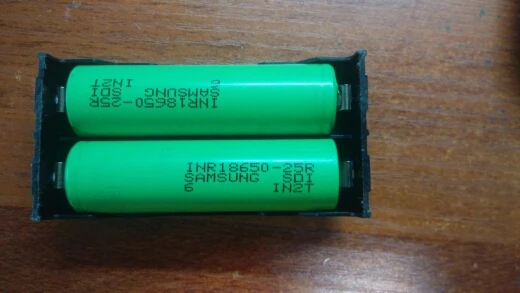 INR18650-25R
SAMSUNG SDI
IN2T
INR18650-25R
SAMSUNG SDI
6 IN2T